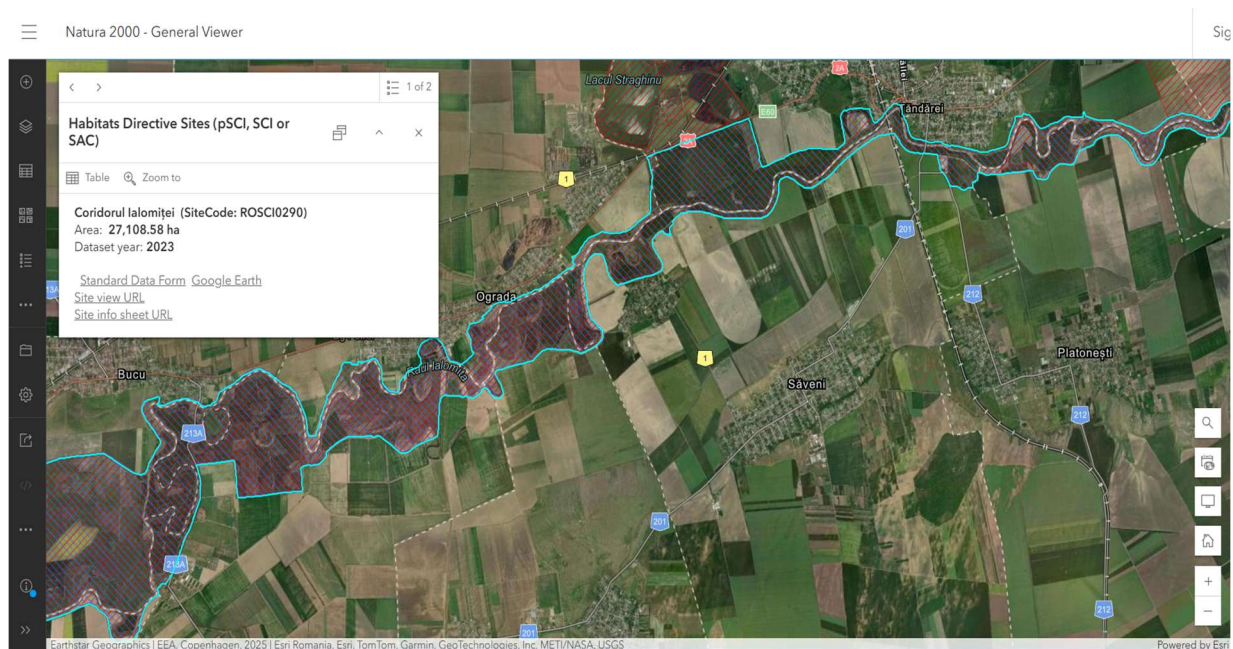 Natura 2000 - General Viewer
Sig
1 of 2
Habitats Directive Sites (pSCI, SCI or
SAC)
Table Zoom to
Coridorul Ialomiței (SiteCode: ROSCI0290)
Area: 27,108.58 ha
Dataset year: 2023
Standard Data Form Google Earth
Site view URL
Site info sheet URL
Lacul Straghinu
2A
E60
Țăndărei
2A
1
201
13A
212
Ograda
1
Platonești
Râul Ialomița
Bucu
Săveni
212
213A
201
213A
212
201
Earthstar Geographics | EEA, Copenhagen, 2025 | Esri Romania, Esri, TomTom, Garmin, GeoTechnologies, Inc, METI/NASA, USGS
Powered by Esri